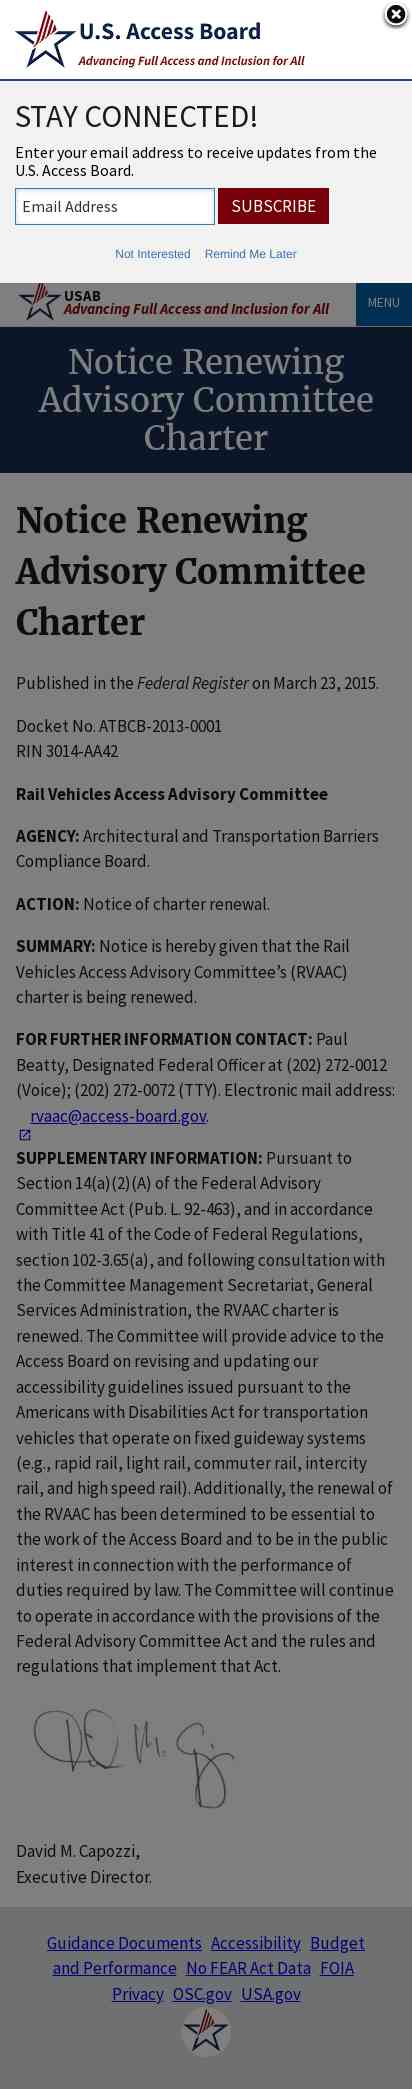 U.S. Access Board
Advancing Full Access and Inclusion for All
STAY CONNECTED!
Enter your email address to receive updates from the
U.S. Access Board.
Email Address
SUBSCRIBE
Not Interested Remind Me Later
USAB
Advancing Full Access and Inclusion for All
MENU
Notice Renewing
Advisory Committee
Charter
Notice Renewing
Advisory Committee
Charter
Published in the Federal Register on March 23, 2015.
Docket No. ATBCB-2013-0001
RIN 3014-AA42
Rail Vehicles Access Advisory Committee
AGENCY: Architectural and Transportation Barriers
Compliance Board.
ACTION: Notice of charter renewal.
SUMMARY: Notice is hereby given that the Rail
Vehicles Access Advisory Committee’s (RVAAC)
charter is being renewed.
FOR FURTHER INFORMATION CONTACT: Paul
Beatty, Designated Federal Officer at (202) 272-0012
(Voice); (202) 272-0072 (TTY). Electronic mail address:
rvaac@access-board.gov.
SUPPLEMENTARY INFORMATION: Pursuant to
Section 14(a)(2)(A) of the Federal Advisory
Committee Act (Pub. L. 92-463), and in accordance
with Title 41 of the Code of Federal Regulations,
section 102-3.65(a), and following consultation with
the Committee Management Secretariat, General
Services Administration, the RVAAC charter is
renewed. The Committee will provide advice to the
Access Board on revising and updating our
accessibility guidelines issued pursuant to the
Americans with Disabilities Act for transportation
vehicles that operate on fixed guideway systems
(e.g., rapid rail, light rail, commuter rail, intercity
rail, and high speed rail). Additionally, the renewal of
the RVAAC has been determined to be essential to
the work of the Access Board and to be in the public
interest in connection with the performance of
duties required by law. The Committee will continue
to operate in accordance with the provisions of the
Federal Advisory Committee Act and the rules and
regulations that implement that Act.
David M. Capozzi,
Executive Director.
Guidance Documents Accessibility Budget
and Performance No FEAR Act Data FOIA
Privacy OSC.gov USA.gov